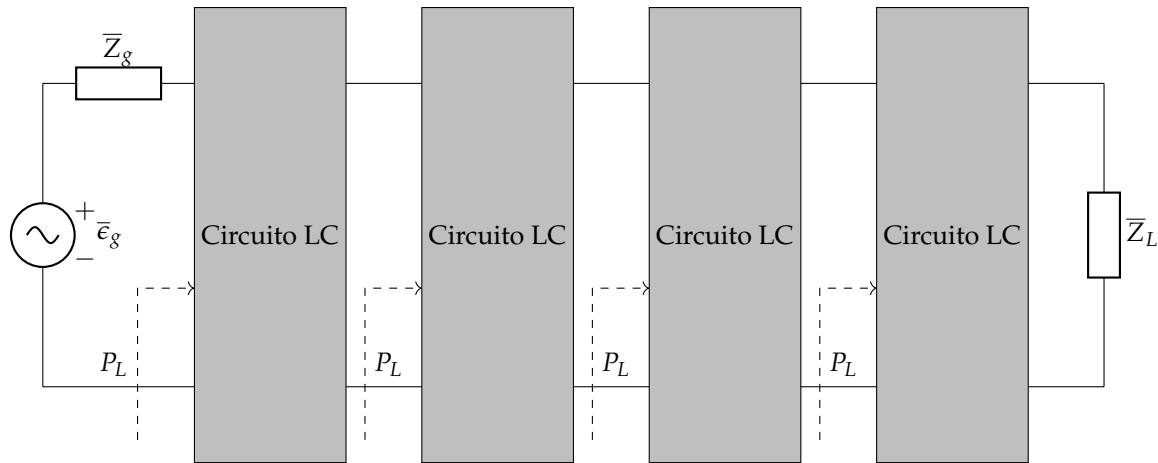 Z̅g
Circuito LC
Circuito LC
Circuito LC
Circuito LC
+
ϵ̅g
−
Z̅L
PL
PL
PL
PL